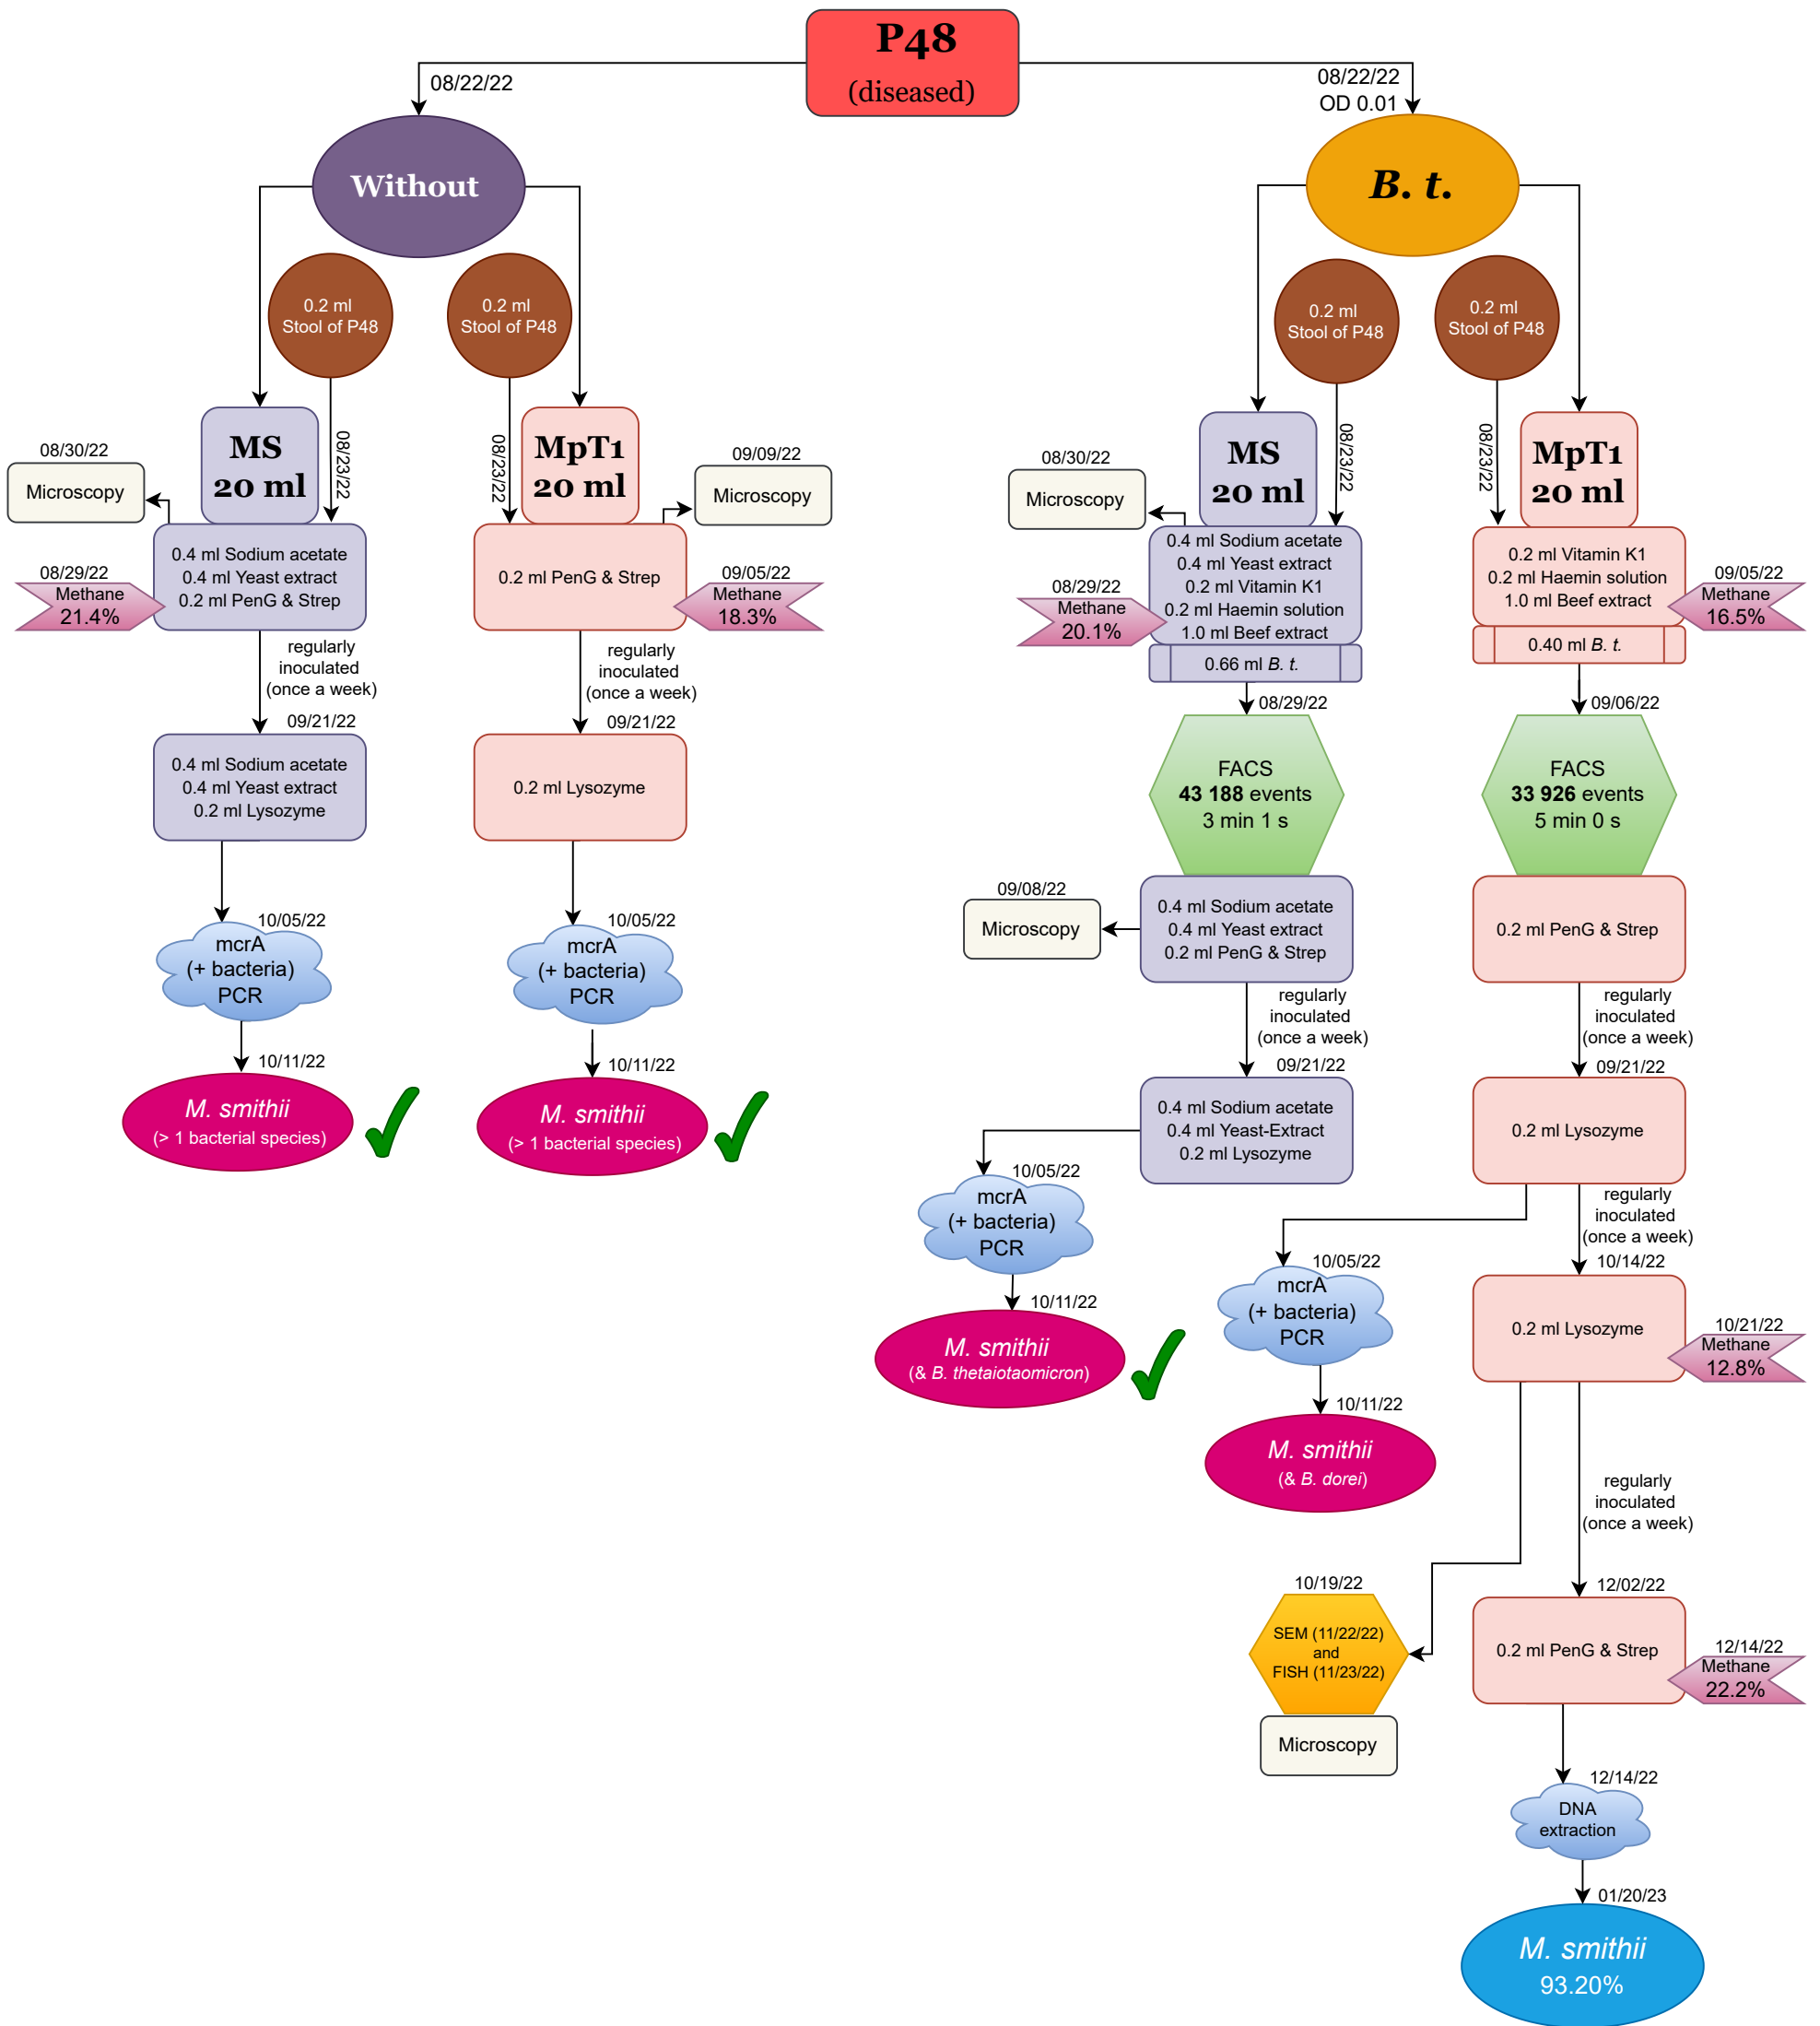 P48
(diseased)
08/22/22
08/22/22
OD 0.01
Without
B. t.
0.2 ml
Stool of P48
0.2 ml
Stool of P48
0.2 ml
Stool of P48
0.2 ml
Stool of P48
MS
20 ml
08/23/22
08/23/22
MpT1
20 ml
MS
20 ml
08/23/22
08/23/22
MpT1
20 ml
08/30/22
Microscopy
09/09/22
Microscopy
08/30/22
Microscopy
0.4 ml Sodium acetate
0.4 ml Yeast extract
0.2 ml PenG & Strep
08/29/22
Methane
21.4%
0.2 ml PenG & Strep
09/05/22
Methane
18.3%
0.4 ml Sodium acetate
0.4 ml Yeast extract
0.2 ml Vitamin K1
0.2 ml Haemin solution
1.0 ml Beef extract
0.66 ml B. t.
08/29/22
Methane
20.1%
0.2 ml Vitamin K1
0.2 ml Haemin solution
1.0 ml Beef extract
0.40 ml B. t.
09/05/22
Methane
16.5%
regularly
inoculated
(once a week)
09/21/22
regularly
inoculated
(once a week)
09/21/22
08/29/22
09/06/22
0.4 ml Sodium acetate
0.4 ml Yeast extract
0.2 ml Lysozyme
0.2 ml Lysozyme
FACS
43 188 events
3 min 1 s
FACS
33 926 events
5 min 0 s
10/05/22
mcrA
(+ bacteria)
PCR
10/05/22
mcrA
(+ bacteria)
PCR
09/08/22
Microscopy
0.4 ml Sodium acetate
0.4 ml Yeast extract
0.2 ml PenG & Strep
0.2 ml PenG & Strep
10/11/22
M. smithii
(> 1 bacterial species)
10/11/22
M. smithii
(> 1 bacterial species)
regularly
inoculated
(once a week)
09/21/22
regularly
inoculated
(once a week)
09/21/22
0.4 ml Sodium acetate
0.4 ml Yeast-Extract
0.2 ml Lysozyme
0.2 ml Lysozyme
10/05/22
mcrA
(+ bacteria)
PCR
regularly
inoculated
(once a week)
10/14/22
10/05/22
mcrA
(+ bacteria)
PCR
10/11/22
M. smithii
(& B. thetaiotaomicron)
0.2 ml Lysozyme
10/21/22
Methane
12.8%
10/11/22
M. smithii
(& B. dorei)
regularly
inoculated
(once a week)
12/02/22
10/19/22
SEM (11/22/22)
and
FISH (11/23/22)
Microscopy
0.2 ml PenG & Strep
12/14/22
Methane
22.2%
12/14/22
DNA
extraction
01/20/23
M. smithii
93.20%